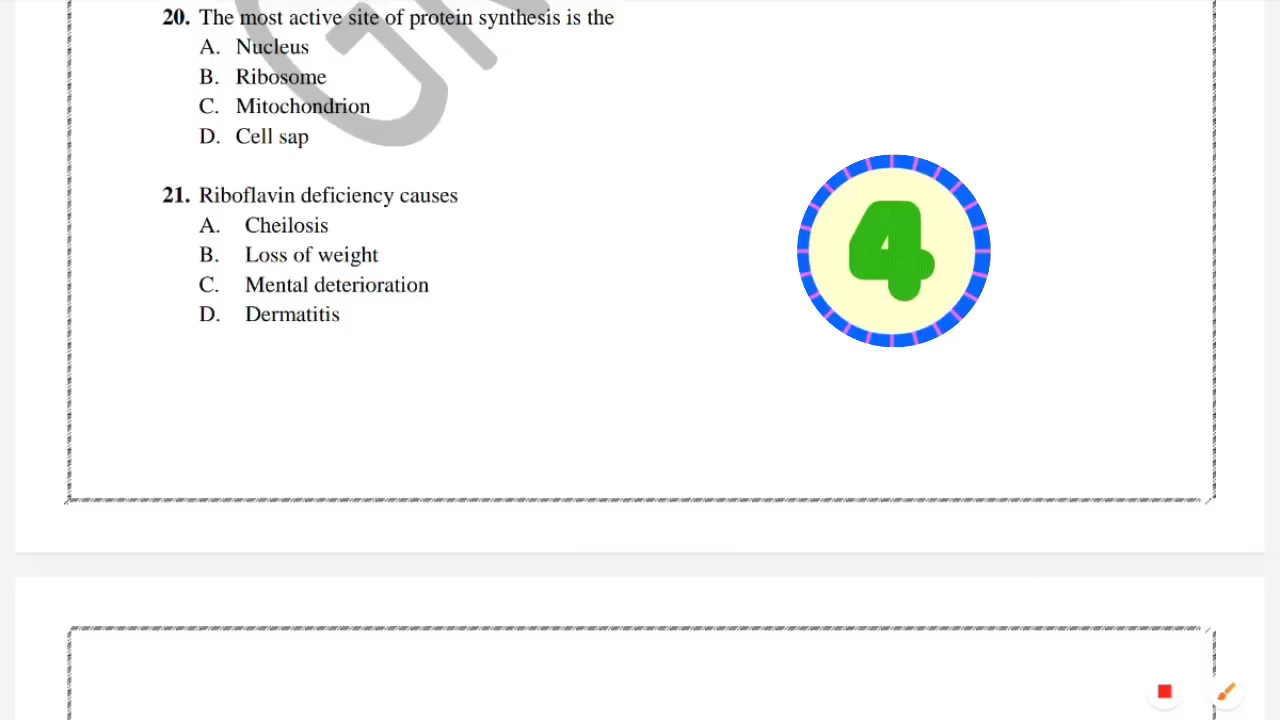 20. The most active site of protein synthesis is the
A. Nucleus
B. Ribosome
C. Mitochondrion
D. Cell sap
21. Riboflavin deficiency causes
A. Cheilosis
B. Loss of weight
C. Mental deterioration
D. Dermatitis
4